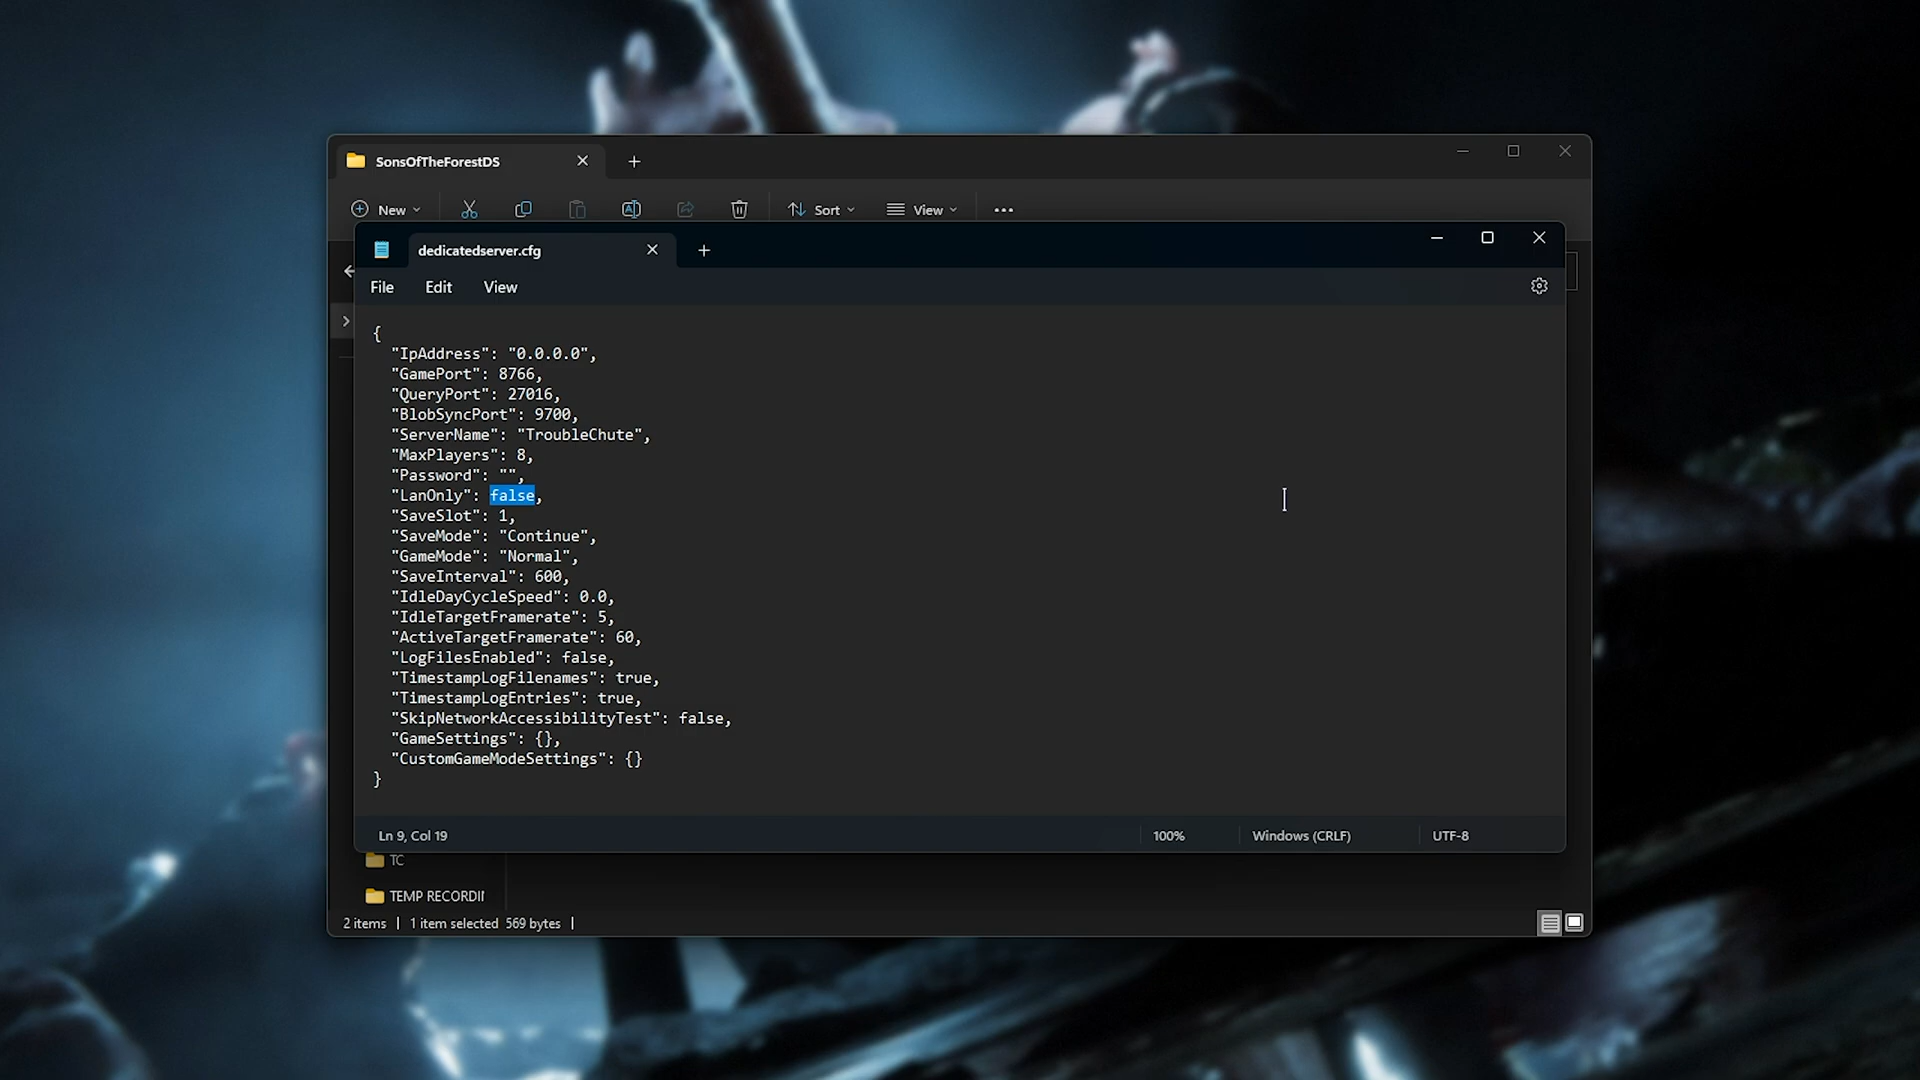 SonsOfTheForestDS
New
Sort
View
dedicatedserver.cfg
File Edit View
{
"IpAddress": "0.0.0.0",
"GamePort": 8766,
"QueryPort": 27016,
"BlobSyncPort": 9700,
"ServerName": "TroubleChute",
"MaxPlayers": 8,
"Password": "",
"LanOnly": false,
"SaveSlot": 1,
"SaveMode": "Continue",
"GameMode": "Normal",
"SaveInterval": 600,
"IdleDayCycleSpeed": 0.0,
"IdleTargetFramerate": 5,
"ActiveTargetFramerate": 60,
"LogFilesEnabled": false,
"TimestampLogFilenames": true,
"TimestampLogEntries": true,
"SkipNetworkAccessibilityTest": false,
"GameSettings": {},
"CustomGameModeSettings": {}
}
Ln 9, Col 19 100% Windows (CRLF) UTF-8
TC
TEMP RECORDII
2 items | 1 item selected 569 bytes |